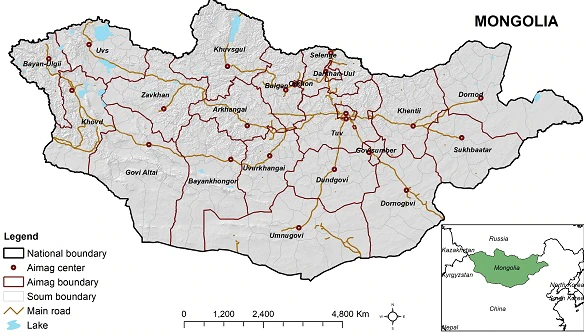 MONGOLIA
Uvs
Khuvsgul
Bayan-Ulgii
Selenge
Darkhan-Uul
Orkhon
Bulgan
Zavkhan
Dornod
Arkhangai
Khentii
Khovd
Tuv
Sukhbaatar
Govisumber
Uvurkhangai
Govi Altai
Bayankhongor
Dundgovi
Dornogovi
Umnugovi
Legend
National boundary
Aimag center
Aimag boundary
Soum boundary
Main road
Lake
0 1,200 2,400 4,800 Km
N
W E
S
Russia
Kazakhstan
Mongolia
Kyrgyzstan
North Korea
South Korea
China
Nepal